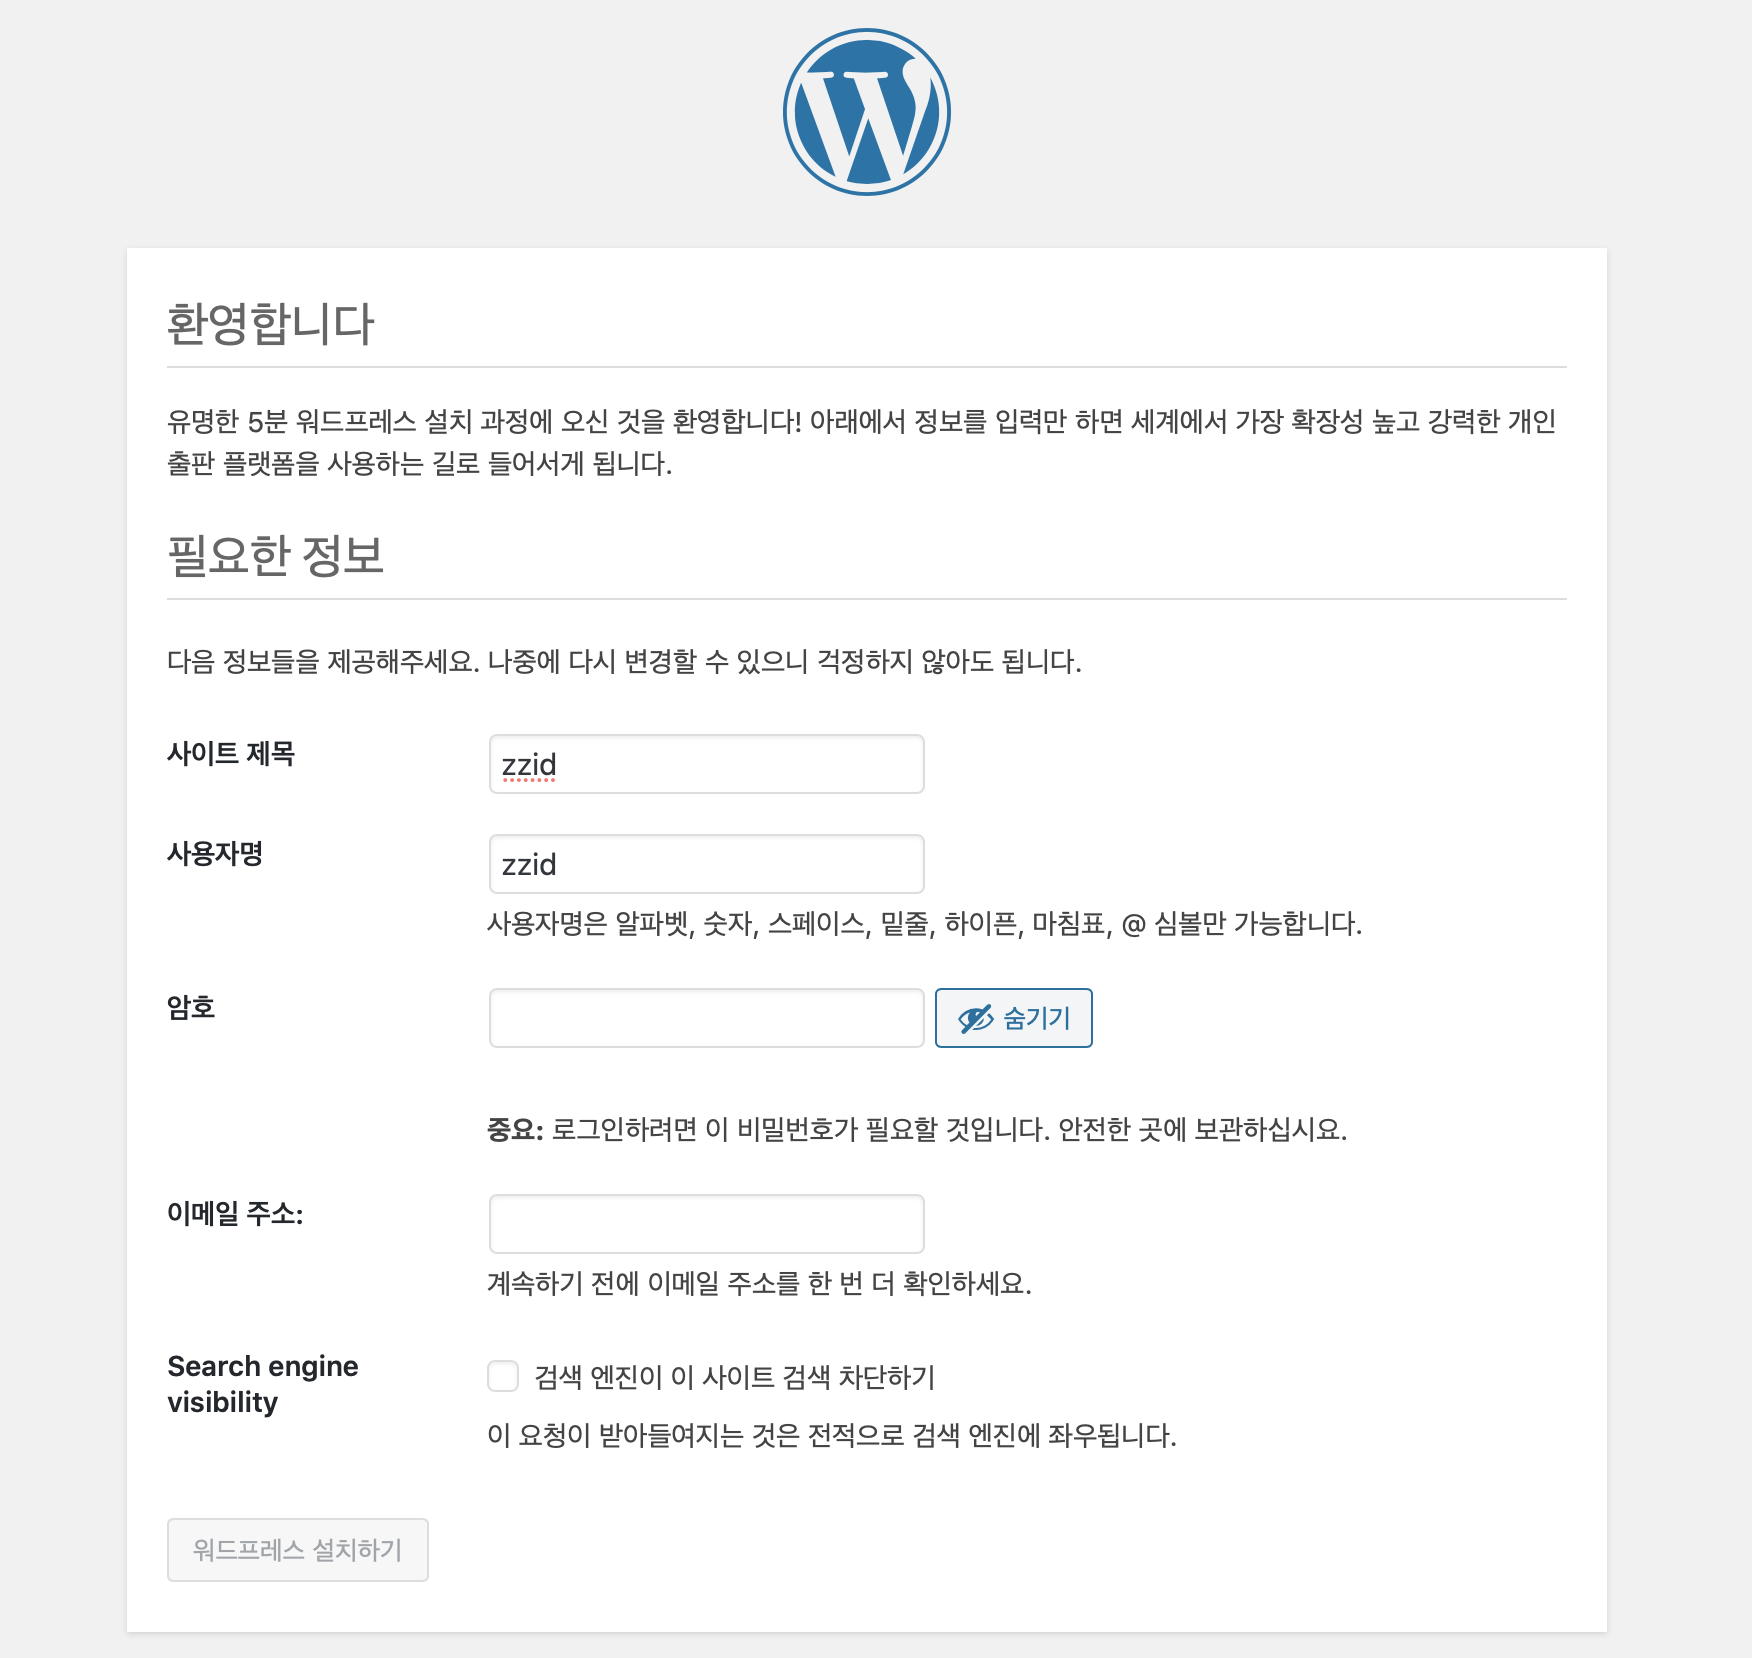 환영합니다
유명한 5분 워드프레스 설치 과정에 오신 것을 환영합니다! 아래에서 정보를 입력만 하면 세계에서 가장 확장성 높고 강력한 개인
출판 플랫폼을 사용하는 길로 들어서게 됩니다.
필요한 정보
다음 정보들을 제공해주세요. 나중에 다시 변경할 수 있으니 걱정하지 않아도 됩니다.
사이트 제목
zzid
사용자명
zzid
사용자명은 알파벳, 숫자, 스페이스, 밑줄, 하이픈, 마침표, @ 심볼만 가능합니다.
암호
숨기기
중요: 로그인하려면 이 비밀번호가 필요할 것입니다. 안전한 곳에 보관하십시요.
이메일 주소:
계속하기 전에 이메일 주소를 한 번 더 확인하세요.
Search engine
visibility
검색 엔진이 이 사이트 검색 차단하기
이 요청이 받아들여지는 것은 전적으로 검색 엔진에 좌우됩니다.
워드프레스 설치하기